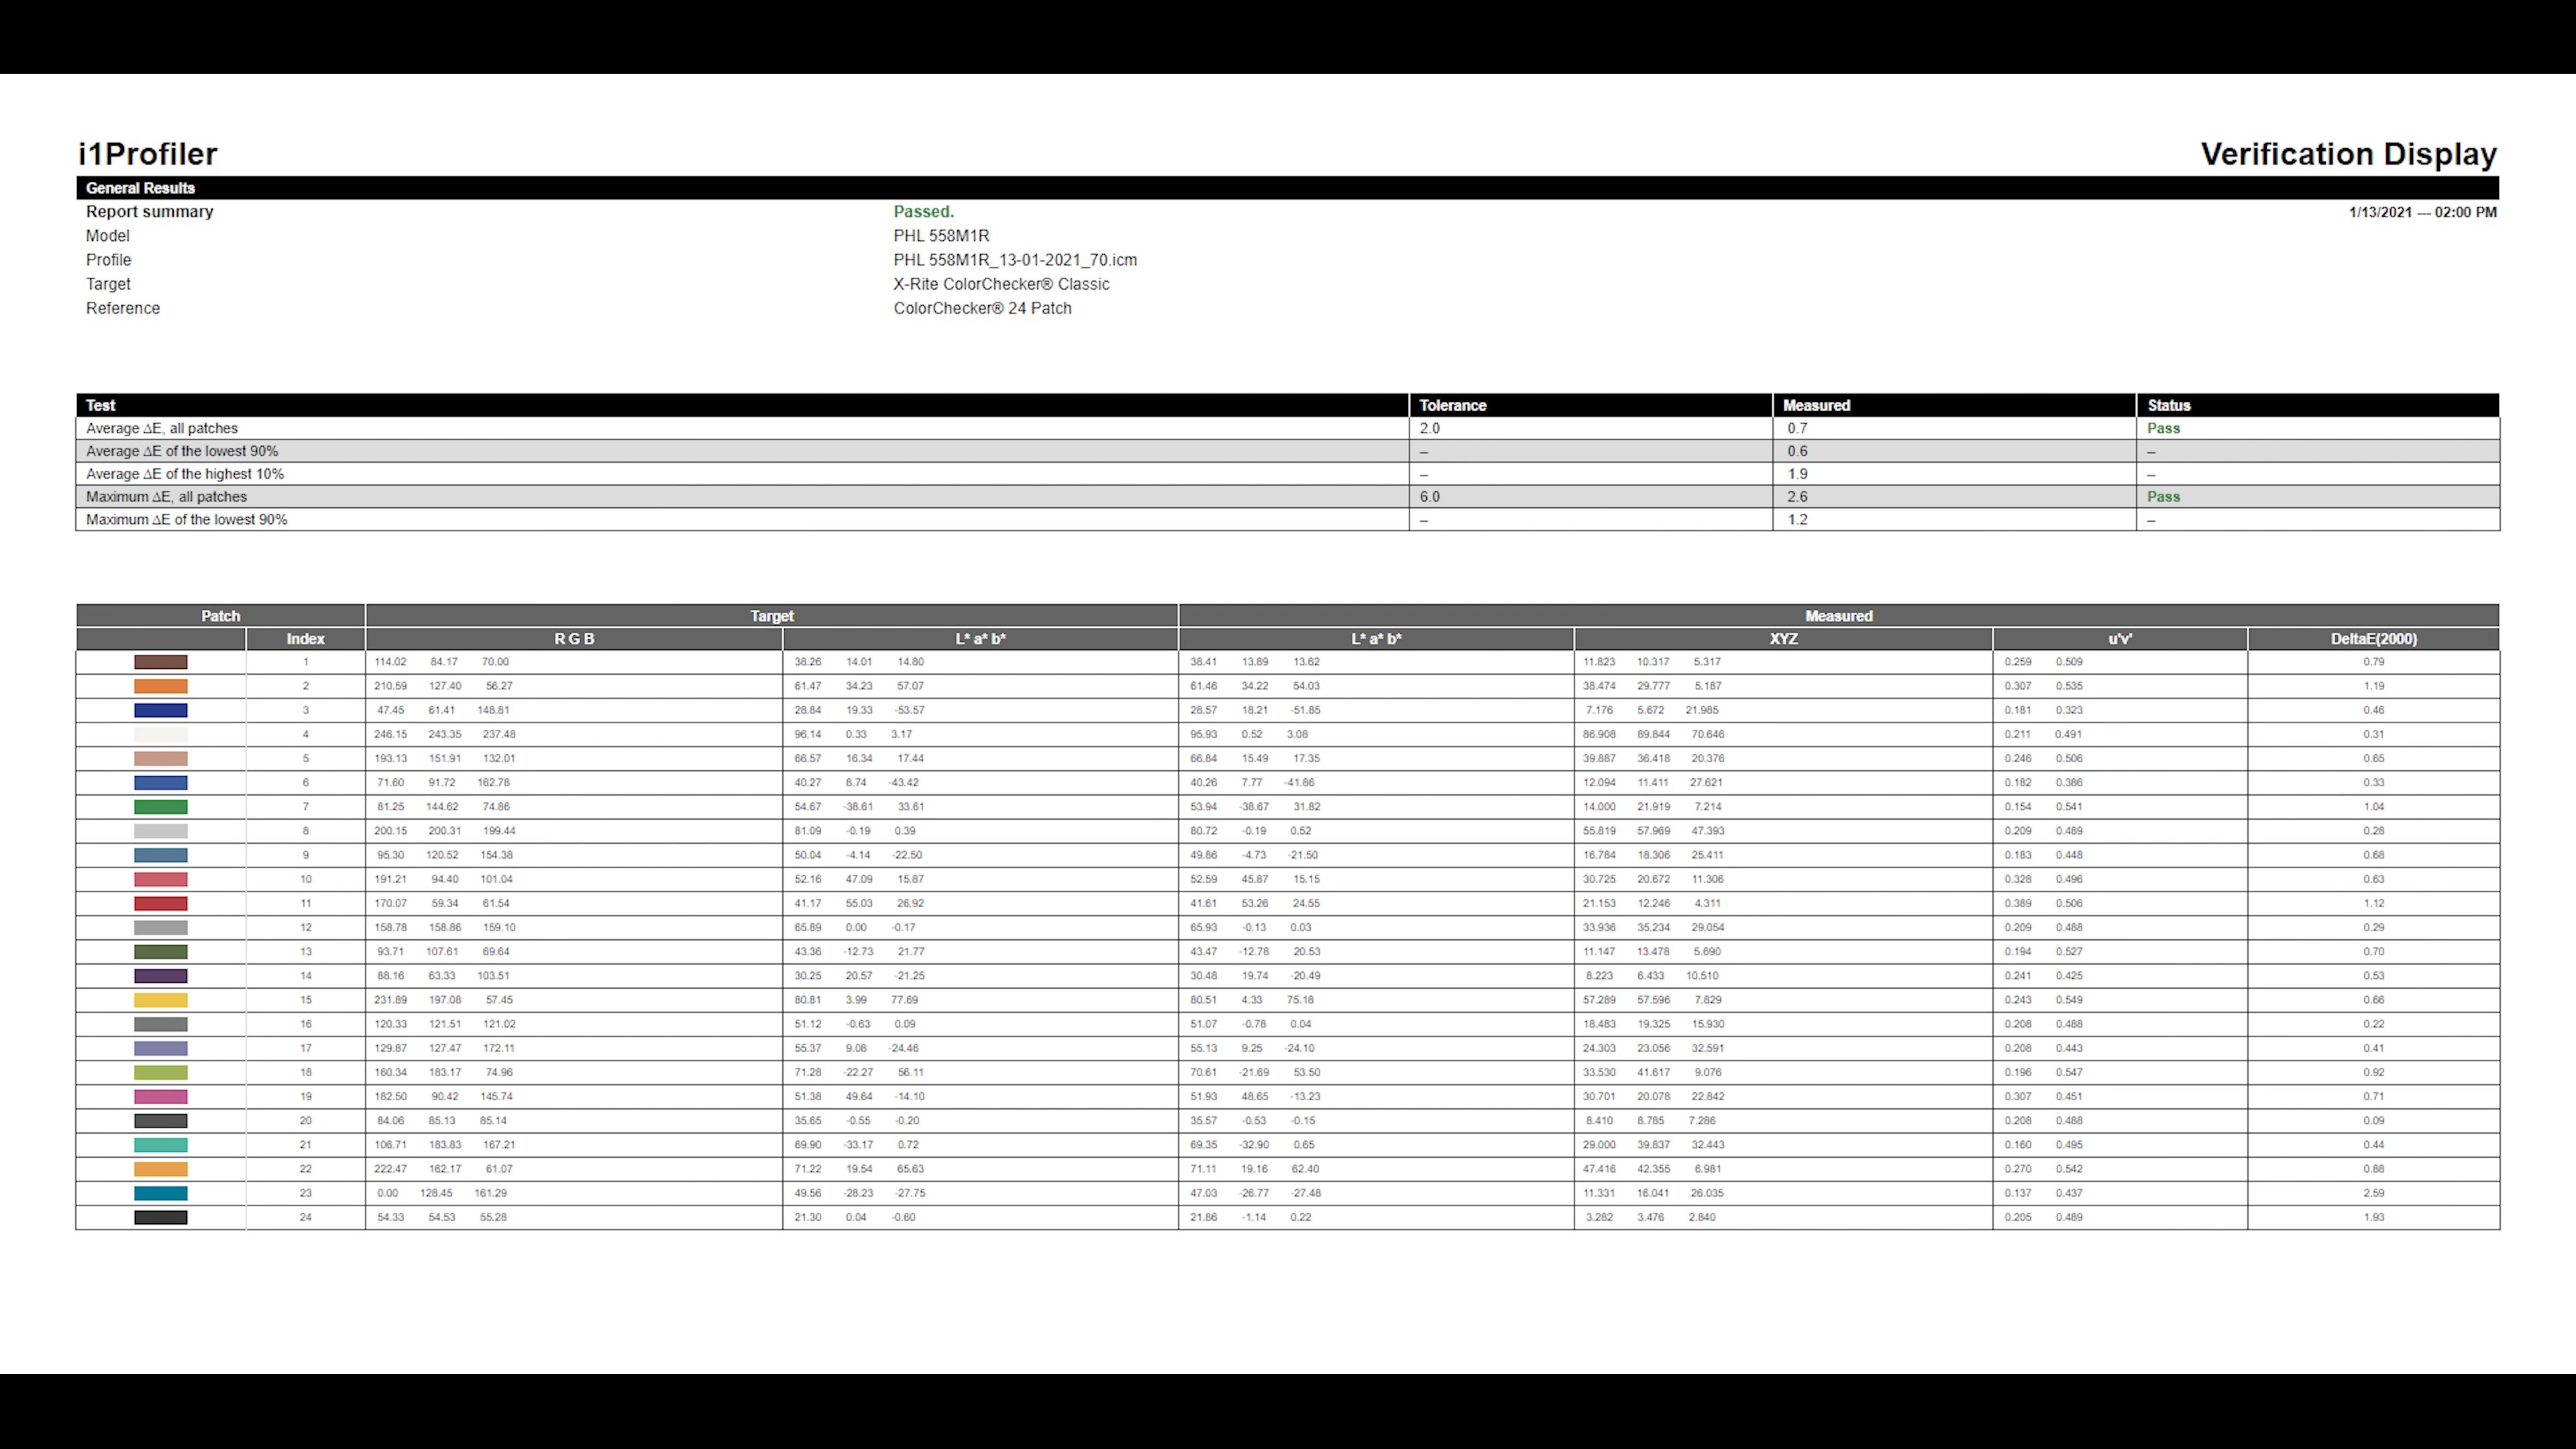 i1Profiler
Verification Display
General Results
Report summary Passed. 1/13/2021 --- 02:00 PM
Model PHL 558M1R
Profile PHL 558M1R_13-01-2021_70.icm
Target X-Rite ColorChecker® Classic
Reference ColorChecker® 24 Patch
Test Tolerance Measured Status
Average ΔE, all patches 2.0 0.7 Pass
Average ΔE of the lowest 90% – 0.6 –
Average ΔE of the highest 10% – 1.9 –
Maximum ΔE, all patches 6.0 2.6 Pass
Maximum ΔE of the lowest 90% – 1.2 –
Patch Target Measured
Index R G B L* a* b* L* a* b* XYZ u'v' DeltaE(2000)
1 114.02 84.17 70.00 38.26 14.01 14.80 38.41 13.89 13.62 11.823 10.317 5.317 0.259 0.509 0.79
2 210.59 127.40 56.27 61.47 34.23 57.07 61.46 34.22 54.03 38.474 29.777 5.187 0.307 0.535 1.19
3 47.45 61.41 148.81 28.84 19.33 -53.57 28.57 18.21 -51.85 7.176 5.672 21.985 0.181 0.323 0.46
4 246.15 243.35 237.48 96.14 0.33 3.17 95.93 0.52 3.08 86.908 89.844 70.646 0.211 0.491 0.31
5 193.13 151.91 132.01 66.57 16.34 17.44 66.84 15.49 17.35 39.887 36.418 20.376 0.246 0.506 0.65
6 71.60 91.72 162.78 40.27 8.74 -43.42 40.26 7.77 -41.86 12.094 11.411 27.621 0.182 0.386 0.33
7 81.25 144.62 74.86 54.67 -38.61 33.61 53.94 -38.67 31.82 14.000 21.919 7.214 0.154 0.541 1.04
8 200.15 200.31 199.44 81.09 -0.19 0.39 80.72 -0.19 0.52 55.819 57.969 47.393 0.209 0.489 0.28
9 95.30 120.52 154.38 50.04 -4.14 -22.50 49.86 -4.73 -21.50 16.784 18.306 25.411 0.183 0.448 0.68
10 191.21 94.40 101.04 52.16 47.09 15.87 52.59 45.87 15.15 30.725 20.672 11.306 0.328 0.496 0.63
11 170.07 59.34 61.54 41.17 55.03 26.92 41.61 53.26 24.55 21.153 12.246 4.311 0.389 0.506 1.12
12 158.78 158.86 159.10 65.89 0.00 -0.17 65.93 -0.13 0.03 33.936 35.234 29.054 0.209 0.488 0.29
13 93.71 107.61 69.64 43.36 -12.73 21.77 43.47 -12.78 20.53 11.147 13.478 5.690 0.194 0.527 0.70
14 88.16 63.33 103.51 30.25 20.57 -21.25 30.48 19.74 -20.49 8.223 6.433 10.510 0.241 0.425 0.53
15 231.89 197.08 57.45 80.81 3.99 77.69 80.51 4.33 75.18 57.289 57.596 7.829 0.243 0.549 0.66
16 120.33 121.51 121.02 51.12 -0.63 0.09 51.07 -0.78 0.04 18.483 19.325 15.930 0.208 0.488 0.22
17 129.87 127.47 172.11 55.37 9.08 -24.46 55.13 9.25 -24.10 24.303 23.056 32.591 0.208 0.443 0.41
18 160.34 183.17 74.96 71.28 -22.27 56.11 70.61 -21.69 53.50 33.530 41.617 9.076 0.196 0.547 0.92
19 182.50 90.42 145.74 51.38 49.64 -14.10 51.93 48.65 -13.23 30.701 20.078 22.842 0.307 0.451 0.71
20 84.06 85.13 85.14 35.65 -0.55 -0.20 35.57 -0.53 -0.15 8.410 8.785 7.286 0.208 0.488 0.09
21 106.71 183.83 167.21 69.90 -33.17 0.72 69.35 -32.90 0.65 29.000 39.837 32.443 0.160 0.495 0.44
22 222.47 162.17 61.07 71.22 19.54 65.63 71.11 19.16 62.40 47.416 42.355 6.981 0.270 0.542 0.88
23 0.00 128.45 161.29 49.56 -28.23 -27.75 47.03 -26.77 -27.48 11.331 16.041 26.035 0.137 0.437 2.59
24 54.33 54.53 55.28 21.30 0.04 -0.60 21.86 -1.14 0.22 3.282 3.476 2.840 0.205 0.489 1.93